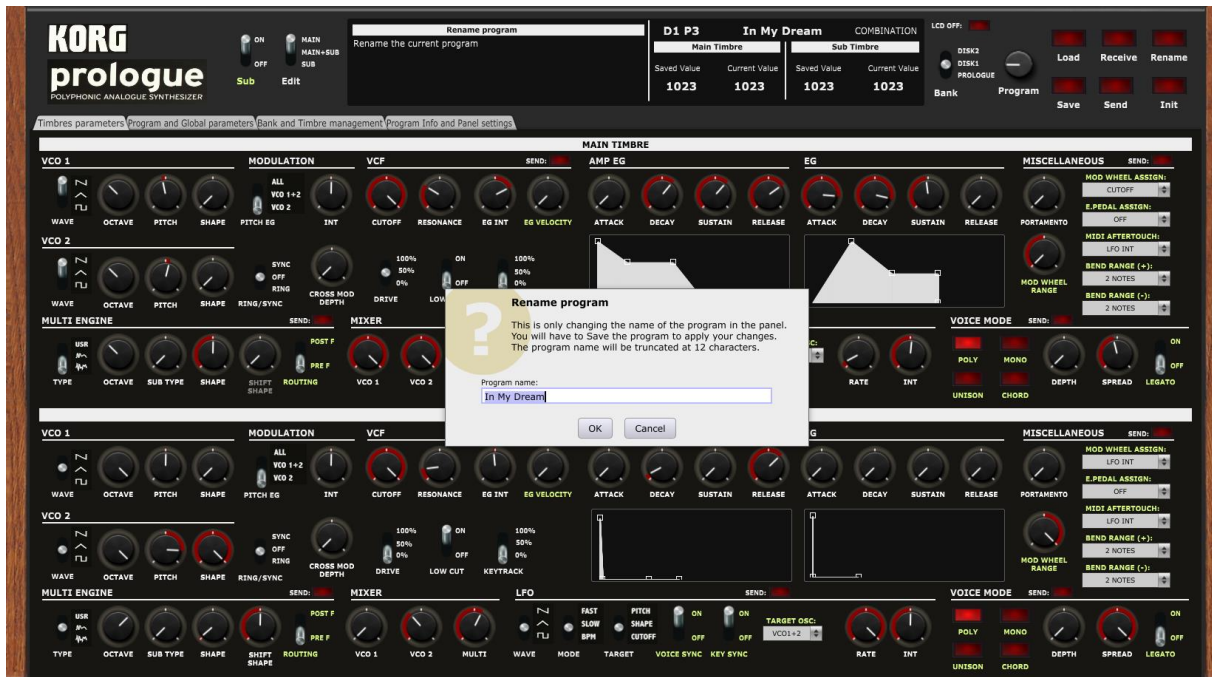 KORG
prologue
POLYPHONIC ANALOGUE SYNTHESIZER
ON
OFF
Sub
MAIN
MAIN+SUB
SUB
Edit
Rename program
Rename the current program
D1 P3 In My Dream COMBINATION
Main Timbre Sub Timbre
Saved Value Current Value Saved Value Current Value
1023 1023 1023 1023
LCD OFF:
DISK2
DISK1
PROLOGUE
Bank Program
Load Receive Rename
Save Send Init
Timbres parameters Program and Global parameters Bank and Timbre management Program Info and Panel settings
MAIN TIMBRE
VCO 1 MODULATION VCF SEND: AMP EG EG MISCELLANEOUS SEND:
ALL
VCO 1+2
VCO 2
WAVE OCTAVE PITCH SHAPE PITCH EG INT CUTOFF RESONANCE EG INT EG VELOCITY ATTACK DECAY SUSTAIN RELEASE ATTACK DECAY SUSTAIN RELEASE PORTAMENTO
MOD WHEEL ASSIGN:
CUTOFF
E.PEDAL ASSIGN:
OFF
MIDI AFTERTOUCH:
LFO INT
BEND RANGE (+):
2 NOTES
BEND RANGE (-):
2 NOTES
MOD WHEEL
RANGE
VCO 2
SYNC
OFF
RING
100%
50%
0%
ON
OFF
100%
50%
0%
WAVE OCTAVE PITCH SHAPE RING/SYNC CROSS MOD DEPTH DRIVE LOW
MULTI ENGINE SEND: MIXER VOICE MODE SEND:
USR
POST F
PRE F
TYPE OCTAVE SUB TYPE SHAPE SHIFT SHAPE ROUTING VCO 1 VCO 2 RATE INT
POLY MONO
UNISON CHORD
DEPTH SPREAD LEGATO
ON
OFF
Rename program
This is only changing the name of the program in the panel.
You will have to Save the program to apply your changes.
The program name will be truncated at 12 characters.
Program name:
In My Dream
OK Cancel
VCO 1 MODULATION VCF MISCELLANEOUS SEND:
ALL
VCO 1+2
VCO 2
WAVE OCTAVE PITCH SHAPE PITCH EG INT CUTOFF RESONANCE EG INT EG VELOCITY ATTACK DECAY SUSTAIN RELEASE ATTACK DECAY SUSTAIN RELEASE PORTAMENTO
MOD WHEEL ASSIGN:
LFO INT
E.PEDAL ASSIGN:
OFF
MIDI AFTERTOUCH:
LFO INT
BEND RANGE (+):
2 NOTES
BEND RANGE (-):
2 NOTES
MOD WHEEL
RANGE
VCO 2
SYNC
OFF
RING
100%
50%
0%
ON
OFF
100%
50%
0%
WAVE OCTAVE PITCH SHAPE RING/SYNC CROSS MOD DEPTH DRIVE LOW CUT KEYTRACK
MULTI ENGINE SEND: MIXER LFO SEND: VOICE MODE SEND:
USR
POST F
PRE F
FAST
SLOW
BPM
PITCH
SHAPE
CUTOFF
ON
OFF
ON
OFF
TARGET OSC:
VCO1+2
TYPE OCTAVE SUB TYPE SHAPE SHIFT SHAPE ROUTING VCO 1 VCO 2 MULTI WAVE MODE TARGET VOICE SYNC KEY SYNC RATE INT
POLY MONO
UNISON CHORD
DEPTH SPREAD LEGATO
ON
OFF